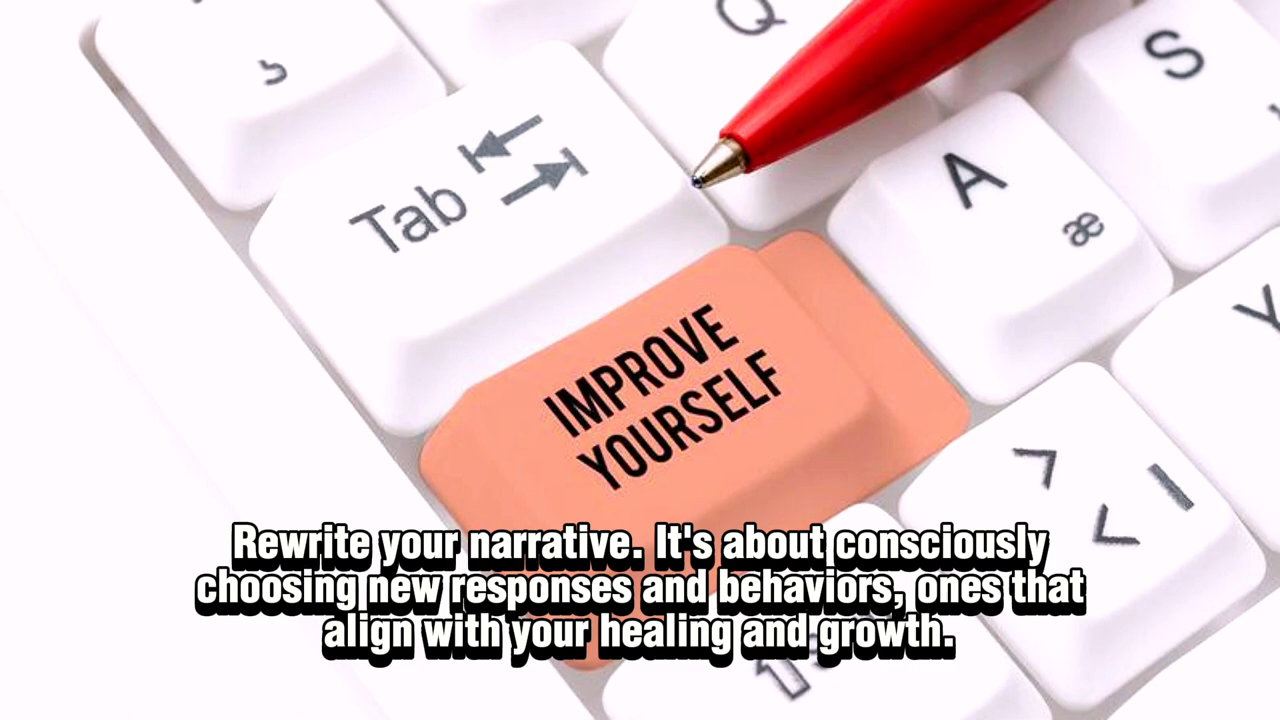 Q
S
Tab
A
æ
IMPROVE
YOURSELF
>
<
|
Rewrite your narrative. It's about consciously
choosing new responses and behaviors, ones that
align with your healing and growth.